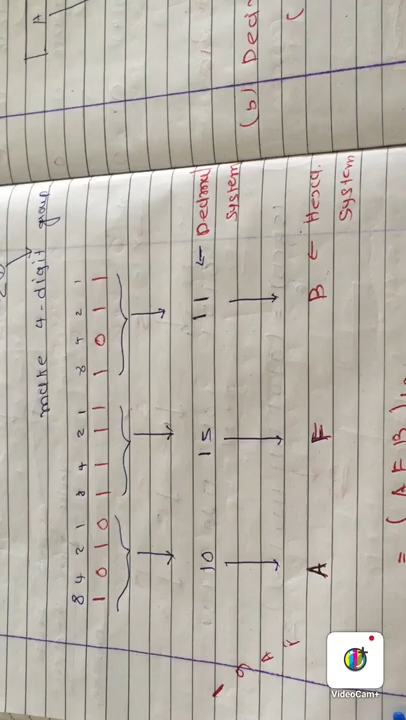 (b) Deci
make 4-digit group
8 4 2 1 8 4 2 1 8 4 2 1
1 0 1 0 1 1 1 1 1 0 1 1
10 15 11 ← Decimal
System
A F B ← Hexa.
System
= (AFB)
VideoCam+